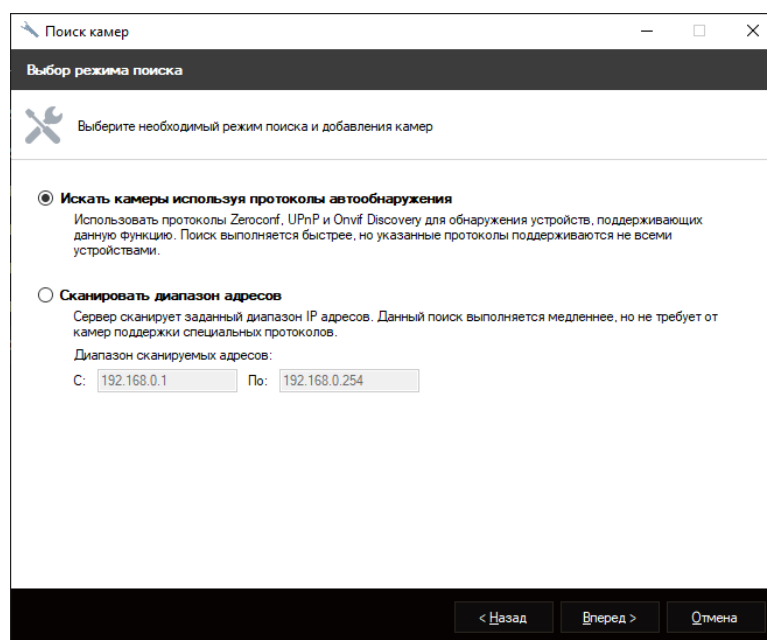 Поиск камер
Выбор режима поиска
Выберите необходимый режим поиска и добавления камер
Искать камеры используя протоколы автообнаружения
Использовать протоколы Zeroconf, UPnP и Onvif Discovery для обнаружения устройств, поддерживающих
данную функцию. Поиск выполняется быстрее, но указанные протоколы поддерживаются не всеми
устройствами.
Сканировать диапазон адресов
Сервер сканирует заданный диапазон IP адресов. Данный поиск выполняется медленнее, но не требует от
камер поддержки специальных протоколов.
Диапазон сканируемых адресов:
С: 192.168.0.1 По: 192.168.0.254
< Назад Вперед > Отмена